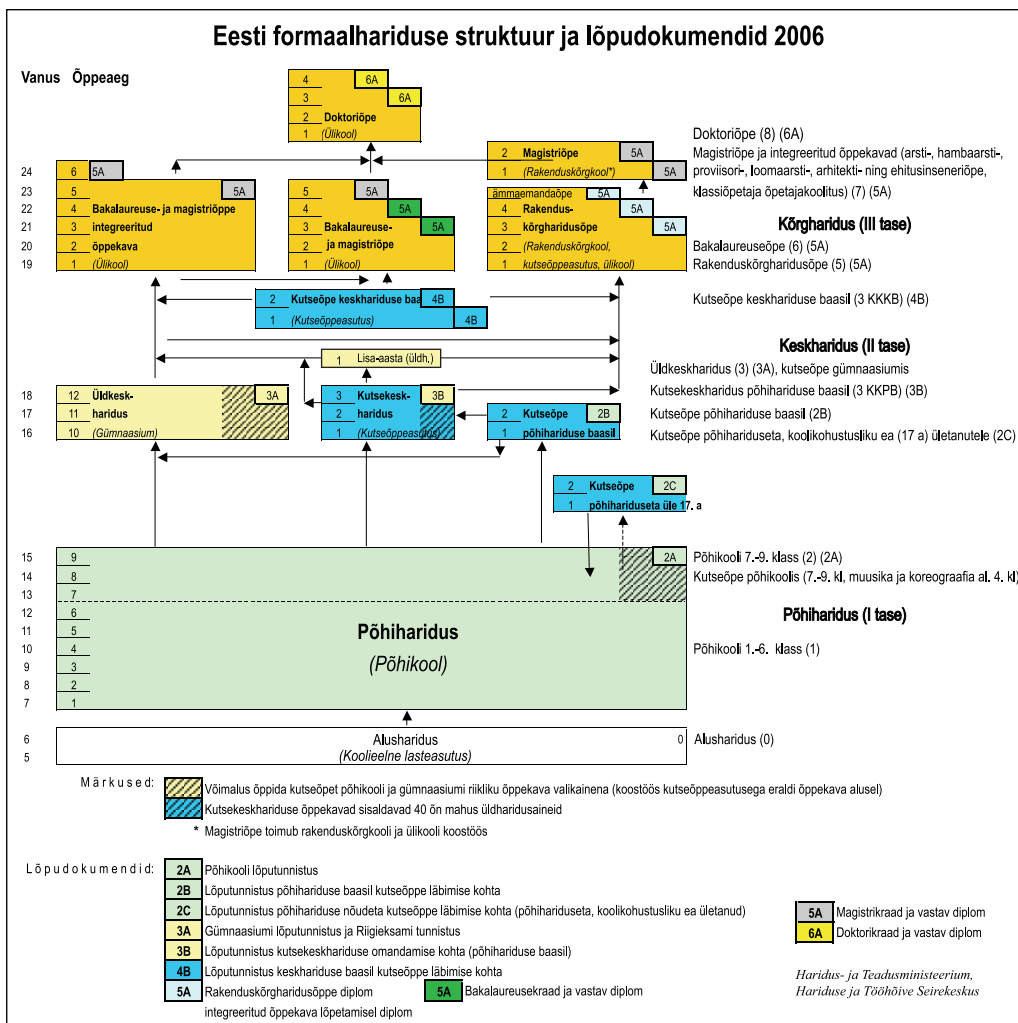 Eesti formaalhariduse struktuur ja lõpudokumendid 2006
Vanus Õppeaeg
4 6A
3 6A
2 Doktoriõpe
1 (Ülikool)
Doktoriõpe (8) (6A)
2 Magistriõpe 5A
1 (Rakenduskõrgkool*) 5A
Magistriõpe ja integreeritud õppekavad (arsti-, hambaarsti-,
proviisori-, loomaarsti-, arhitekti- ning ehitusinseneriõpe,
klassiõpetaja õpetajakoolitus) (7) (5A)
24 6 5A
23 5 5A
22 4 Bakalaureuse- ja magistriõppe
21 3 integreeritud
20 2 õppekava
19 1 (Ülikool)
5 5A
4 5A
3 Bakalaureuse- 5A
2 ja magistriõpe
1 (Ülikool)
ämmaemandaõpe 5A
4 Rakendus- 5A
3 kõrgharidusõpe 5A
2 (Rakenduskõrgkool,
1 kutseõppeasutus, ülikool)
Kõrgharidus (III tase)
Bakalaureuseõpe (6) (5A)
Rakenduskõrgharidusõpe (5) (5A)
2 Kutseõpe keskhariduse baa 4B
1 (Kutseõppeasutus) 4B
Kutseõpe keskhariduse baasil (3 KKKB) (4B)
Keskharidus (II tase)
1 Lisa-aasta (üldh,)
Üldkeskharidus (3) (3A), kutseõpe gümnaasiumis
Kutsekeskharidus põhihariduse baasil (3 KKPB) (3B)
Kutseõpe põhihariduse baasil (2B)
Kutseõpe põhihariduseta, koolikohustusliku ea (17 a) ületanutele (2C)
18 12 Üldkesk- 3A
17 11 haridus
16 10 (Gümnaasium)
3 Kutsekesk- 3B
2 haridus
1 (Kutseõppeasutus)
2 Kutseõpe 2B
1 põhihariduse baasil
2 Kutseõpe 2C
1 põhihariduseta üle 17. a
15 9 2A
14 8
13 7
12 6
11 5
10 4
9 3
8 2
7 1
Põhiharidus
(Põhikool)
Põhikooli 7.-9. klass (2) (2A)
Kutseõpe põhikoolis (7.-9. kl, muusika ja koreograafia al. 4. kl)
Põhiharidus (I tase)
Põhikooli 1.-6. klass (1)
6 Alusharidus 0 Alusharidus (0)
5 (Koolieelne lasteasutus)
Märkused:
Võimalus õppida kutseõpet põhikooli ja gümnaasiumi riikliku õppekava valikainena (koostöös kutseõppeasutusega eraldi õppekava alusel)
Kutsekeskhariduse õppekavad sisaldavad 40 õn mahus üldharidusaineid
* Magistriõpe toimub rakenduskõrgkooli ja ülikooli koostöös
Lõpudokumendid:
2A Põhikooli lõputunnistus
2B Lõputunnistus põhihariduse baasil kutseõppe läbimise kohta
2C Lõputunnistus põhihariduse nõudeta kutseõppe läbimise kohta (põhihariduseta, koolikohustusliku ea ületanud)
3A Gümnaasiumi lõputunnistus ja Riigieksami tunnistus
3B Lõputunnistus kutsekeskhariduse omandamise kohta (põhihariduse baasil)
4B Lõputunnistus keskhariduse baasil kutseõppe läbimise kohta
5A Rakenduskõrgharidusõppe diplom
5A Bakalaureusekraad ja vastav diplom
integreeritud õppekava lõpetamisel diplom
5A Magistrikraad ja vastav diplom
6A Doktorikraad ja vastav diplom
Haridus- ja Teadusministeerium,
Hariduse ja Tööhõive Seirekeskus